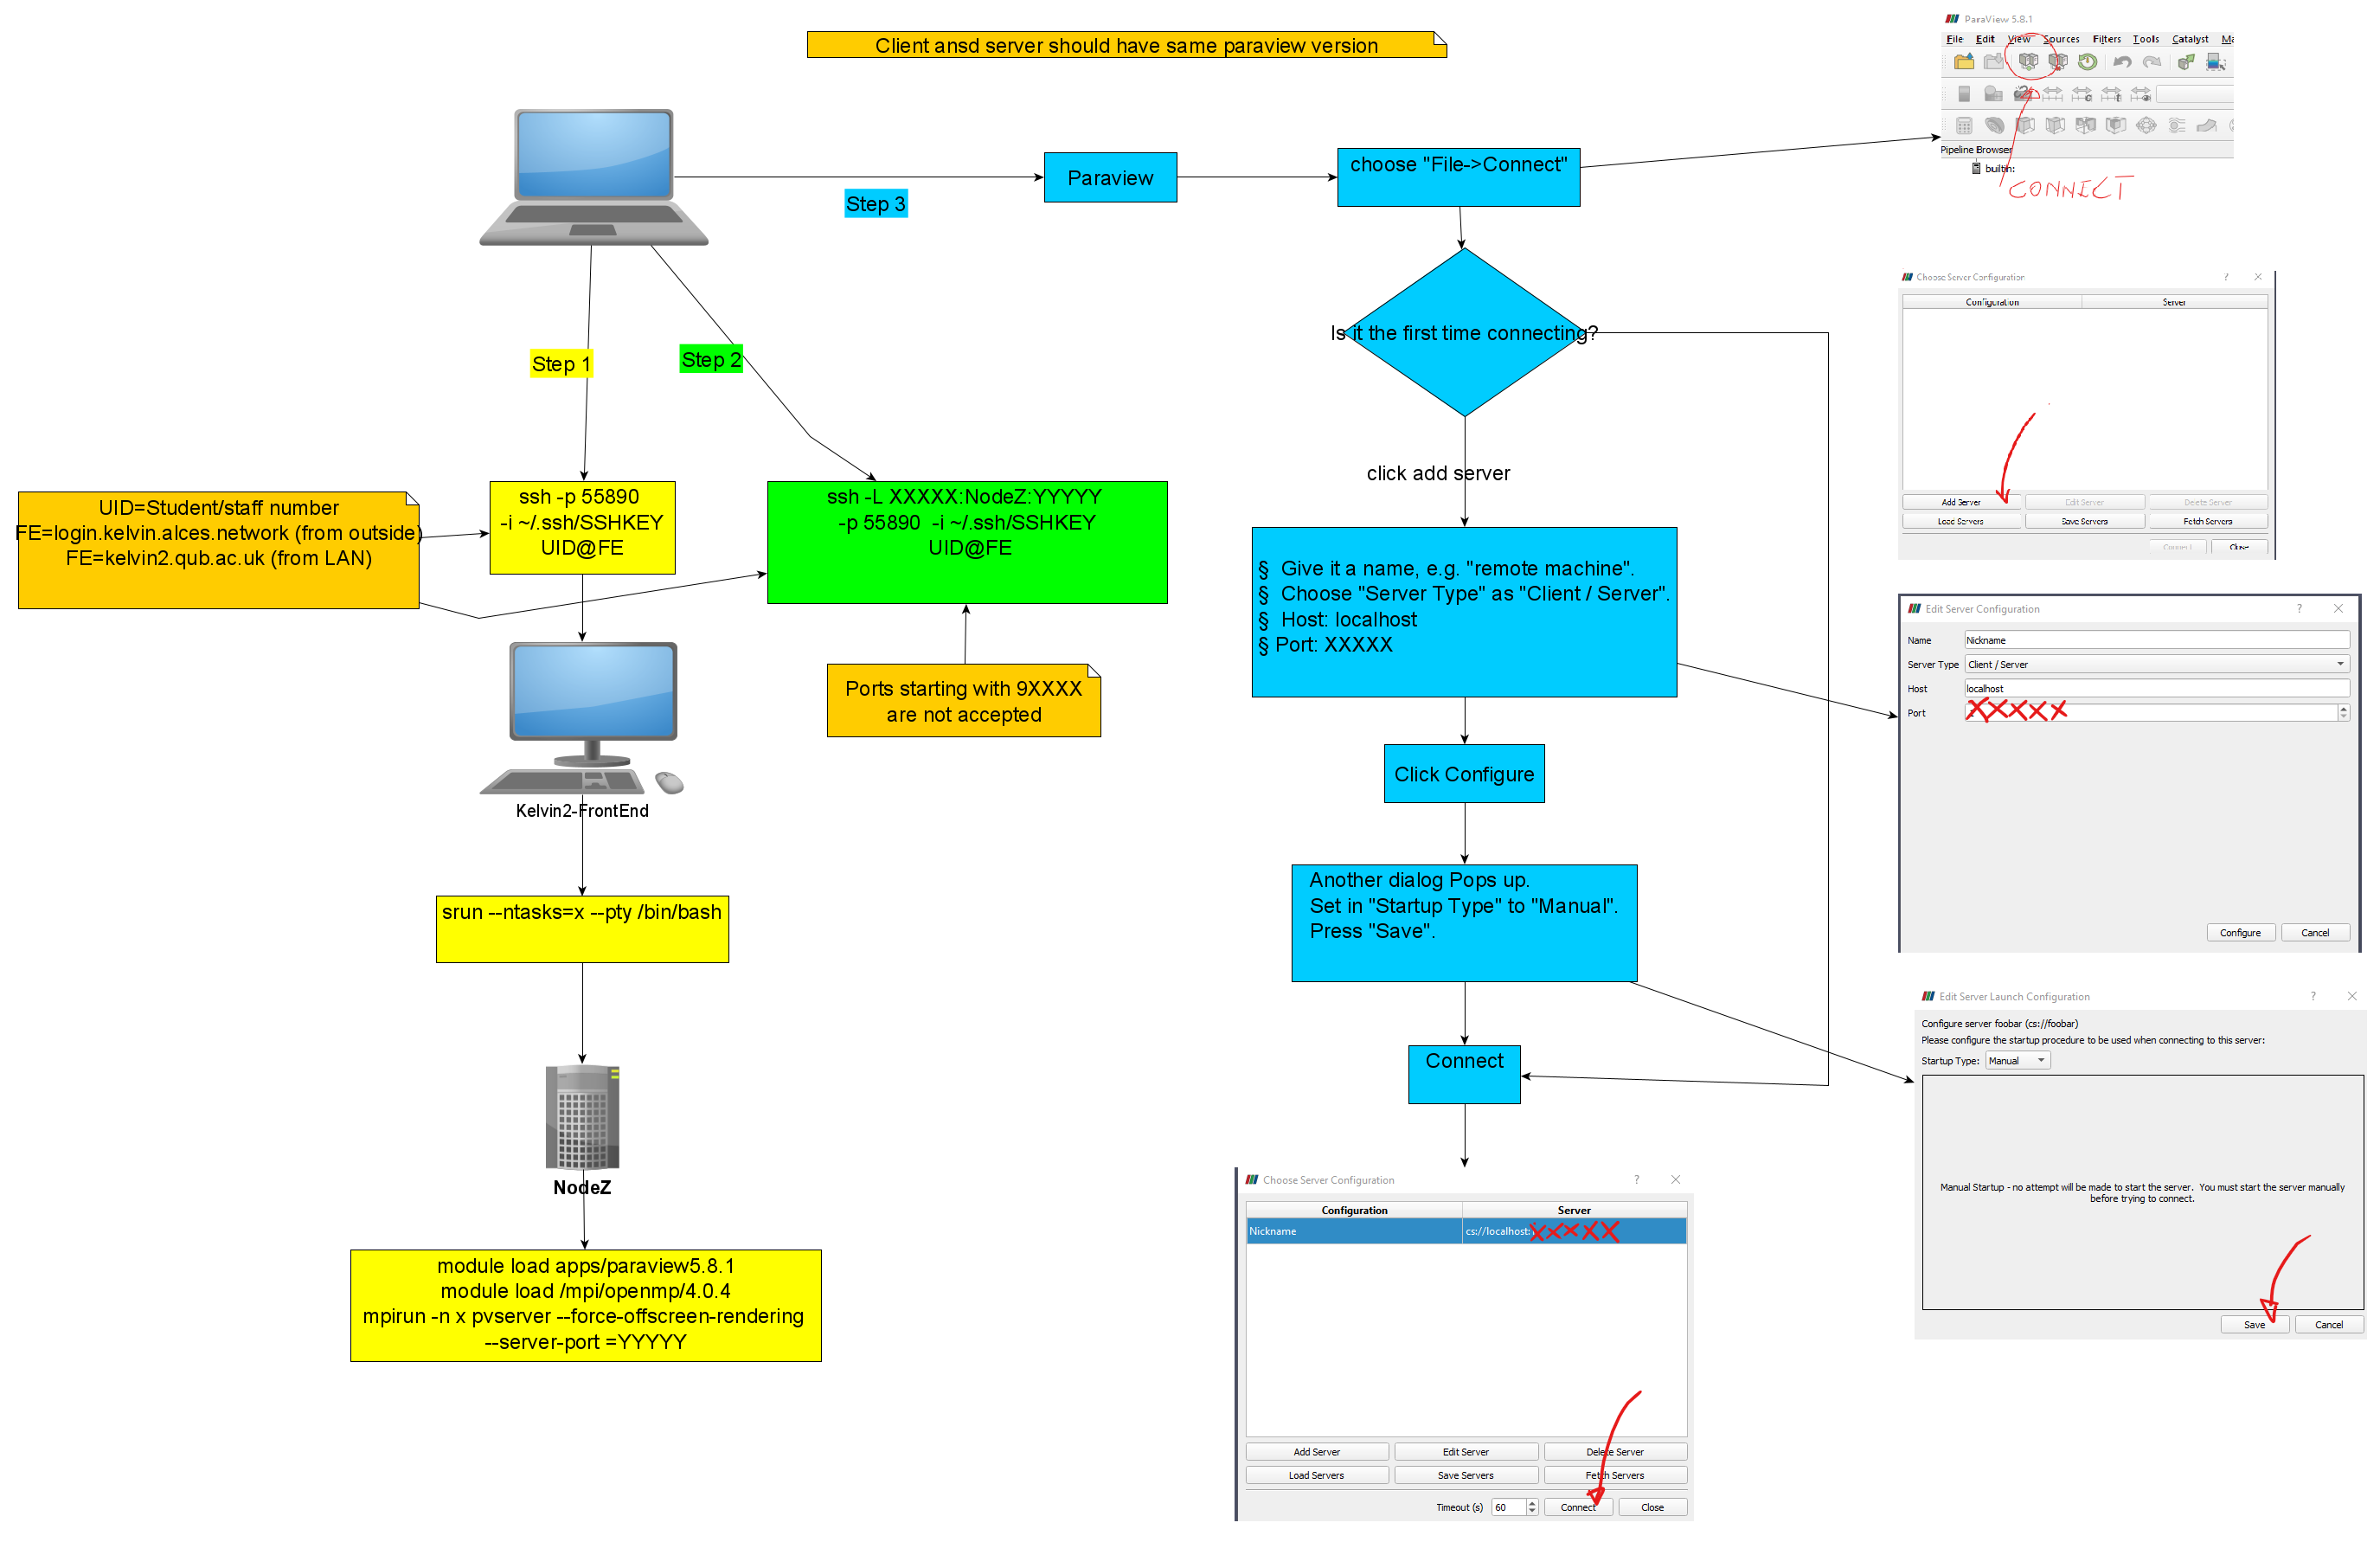 Client ansd server should have same paraview version
ParaView 5.8.1
File Edit View Sources Filters Tools Catalyst
Pipeline Browser
builtin:
CONNECT
Step 3
Paraview
choose "File->Connect"
Step 1
Step 2
Is it the first time connecting?
click add server
UID=Student/staff number
FE=login.kelvin.alces.network (from outside)
FE=kelvin2.qub.ac.uk (from LAN)
ssh -p 55890
-i ~/.ssh/SSHKEY
UID@FE
ssh -L XXXXX:NodeZ:YYYYY
-p 55890 -i ~/.ssh/SSHKEY
UID@FE
Ports starting with 9XXXX
are not accepted
Kelvin2-FrontEnd
srun --ntasks=x --pty /bin/bash
NodeZ
module load apps/paraview5.8.1
module load /mpi/openmp/4.0.4
mpirun -n x pvserver --force-offscreen-rendering
--server-port =YYYYY
§ Give it a name, e.g. "remote machine".
§ Choose "Server Type" as "Client / Server".
§ Host: localhost
§ Port: XXXXX
Click Configure
Another dialog Pops up.
Set in "Startup Type" to "Manual".
Press "Save".
Connect
Choose Server Configuration ?
Configuration Server
Add Server Edit Server Delete Server
Load Servers Save Servers Fetch Servers
Connect Close
Edit Server Configuration ?
Name Nickname
Server Type Client / Server
Host localhost
Port XXXXX
Configure Cancel
Edit Server Launch Configuration ?
Configure server foobar (cs://foobar)
Please configure the startup procedure to be used when connecting to this server:
Startup Type: Manual
Manual Startup - no attempt will be made to start the server. You must start the server manually
before trying to connect.
Save Cancel
Choose Server Configuration ?
Configuration Server
Nickname cs://localhost:XXXXX
Add Server Edit Server Delete Server
Load Servers Save Servers Fetch Servers
Timeout (s) 60 Connect Close